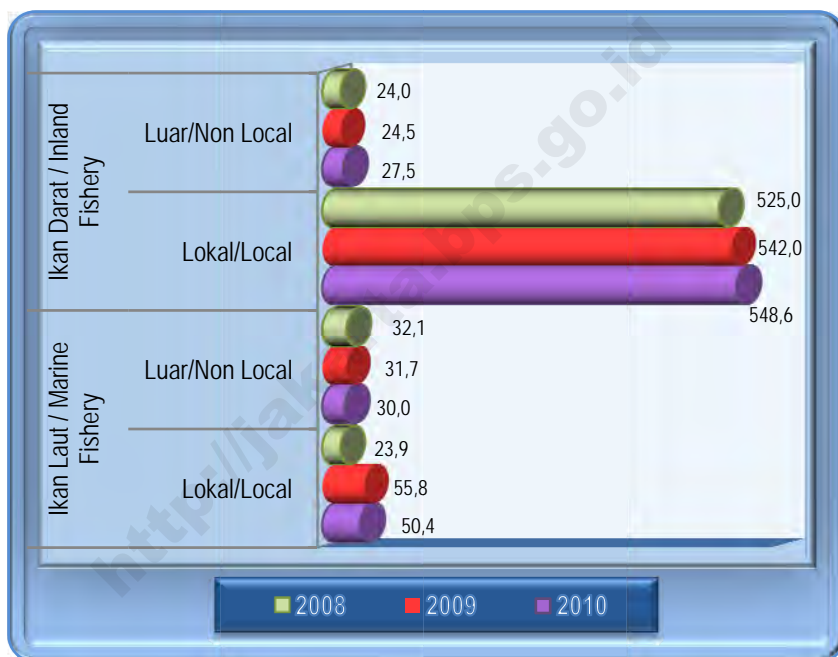 Ikan Darat / Inland
Fishery
Luar/Non Local
24,0
24,5
27,5
Lokal/Local
525,0
542,0
548,6
Ikan Laut / Marine
Fishery
Luar/Non Local
32,1
31,7
30,0
Lokal/Local
23,9
55,8
50,4
2008 2009 2010
http://jakarta.bps.go.id